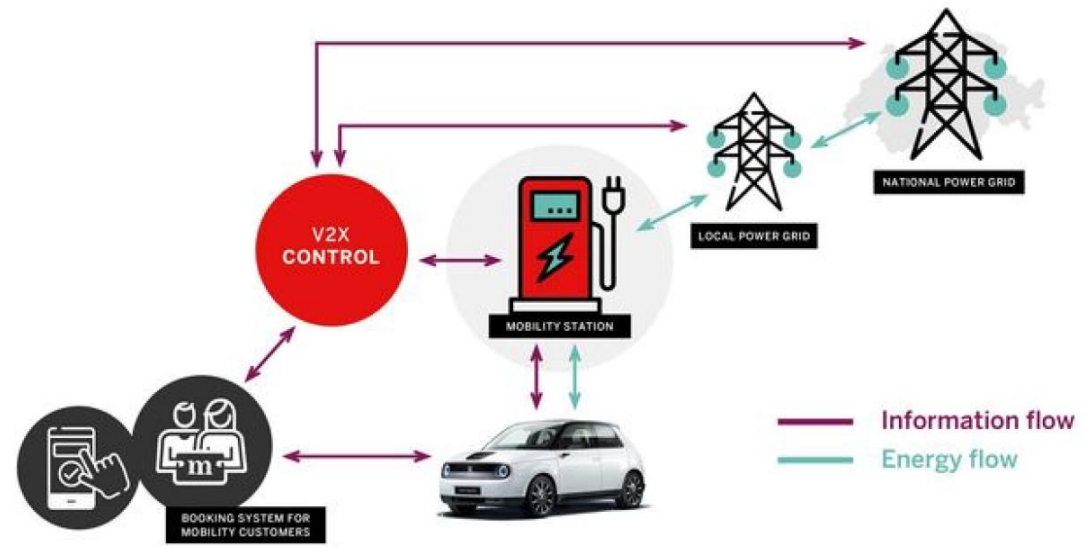 NATIONAL POWER GRID
LOCAL POWER GRID
V2X
CONTROL
MOBILITY STATION
m
BOOKING SYSTEM FOR
MOBILITY CUSTOMERS
Information flow
Energy flow